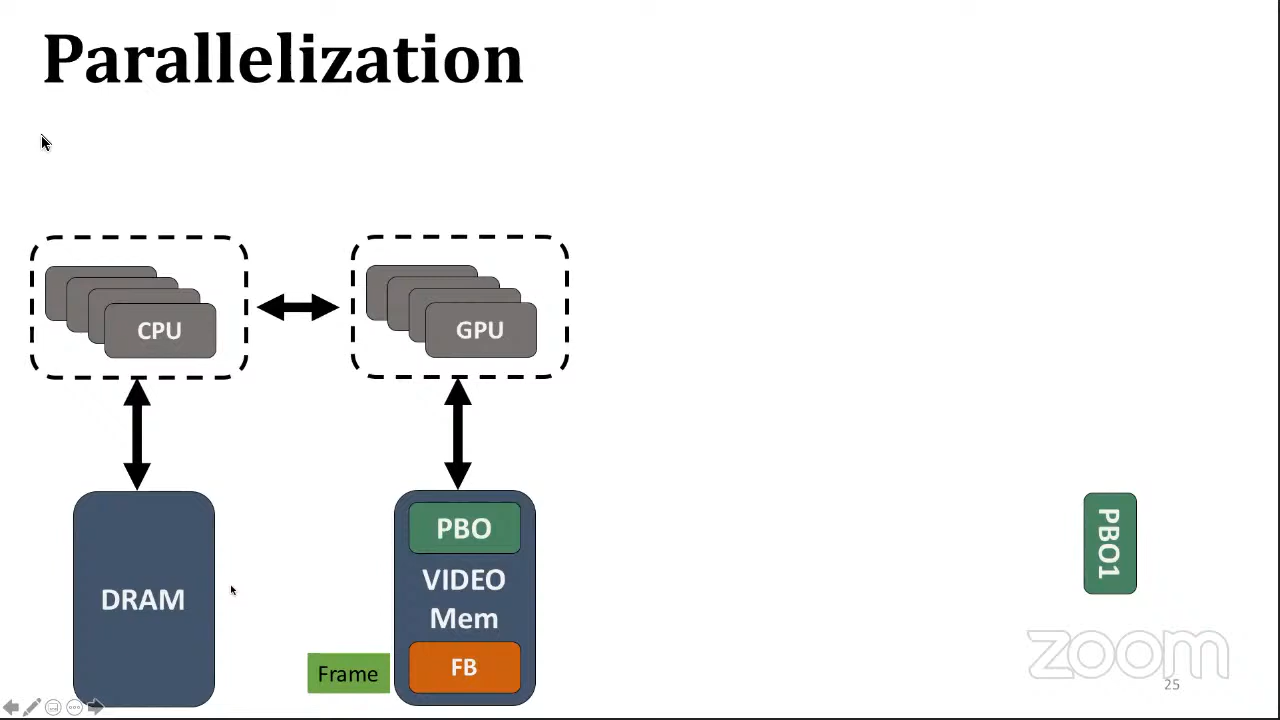 Parallelization
CPU
GPU
DRAM
PBO
VIDEO
Mem
FB
Frame
PBO1
zoom
25